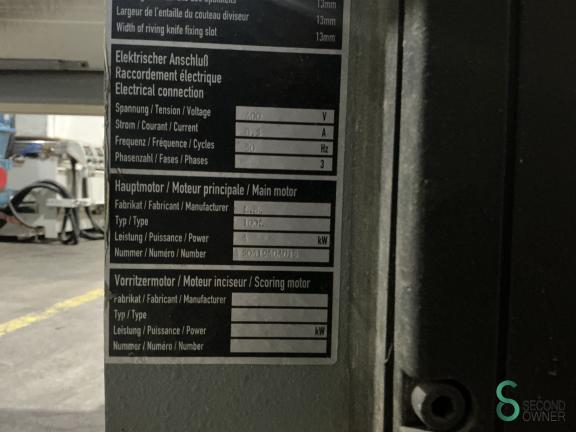 Largeur de l'entaille du couteau diviseur 13mm
Width of riving knife fixing slot 13mm
Elektrischer Anschluß
Raccordement électrique
Electrical connection
Spannung / Tension / Voltage 400 V
Strom / Courant / Current A
Frequenz / Fréquence / Cycles 50 Hz
Phasenzahl / Fases / Phases 3
Hauptmotor / Moteur principale / Main motor
Fabrikat / Fabricant / Manufacturer
Typ / Type
Leistung / Puissance / Power kW
Nummer / Numéro / Number
Vorritzermotor / Moteur inciseur / Scoring motor
Fabrikat / Fabricant / Manufacturer
Typ / Type
Leistung / Puissance / Power kW
Nummer / Numéro / Number
SECOND
OWNER